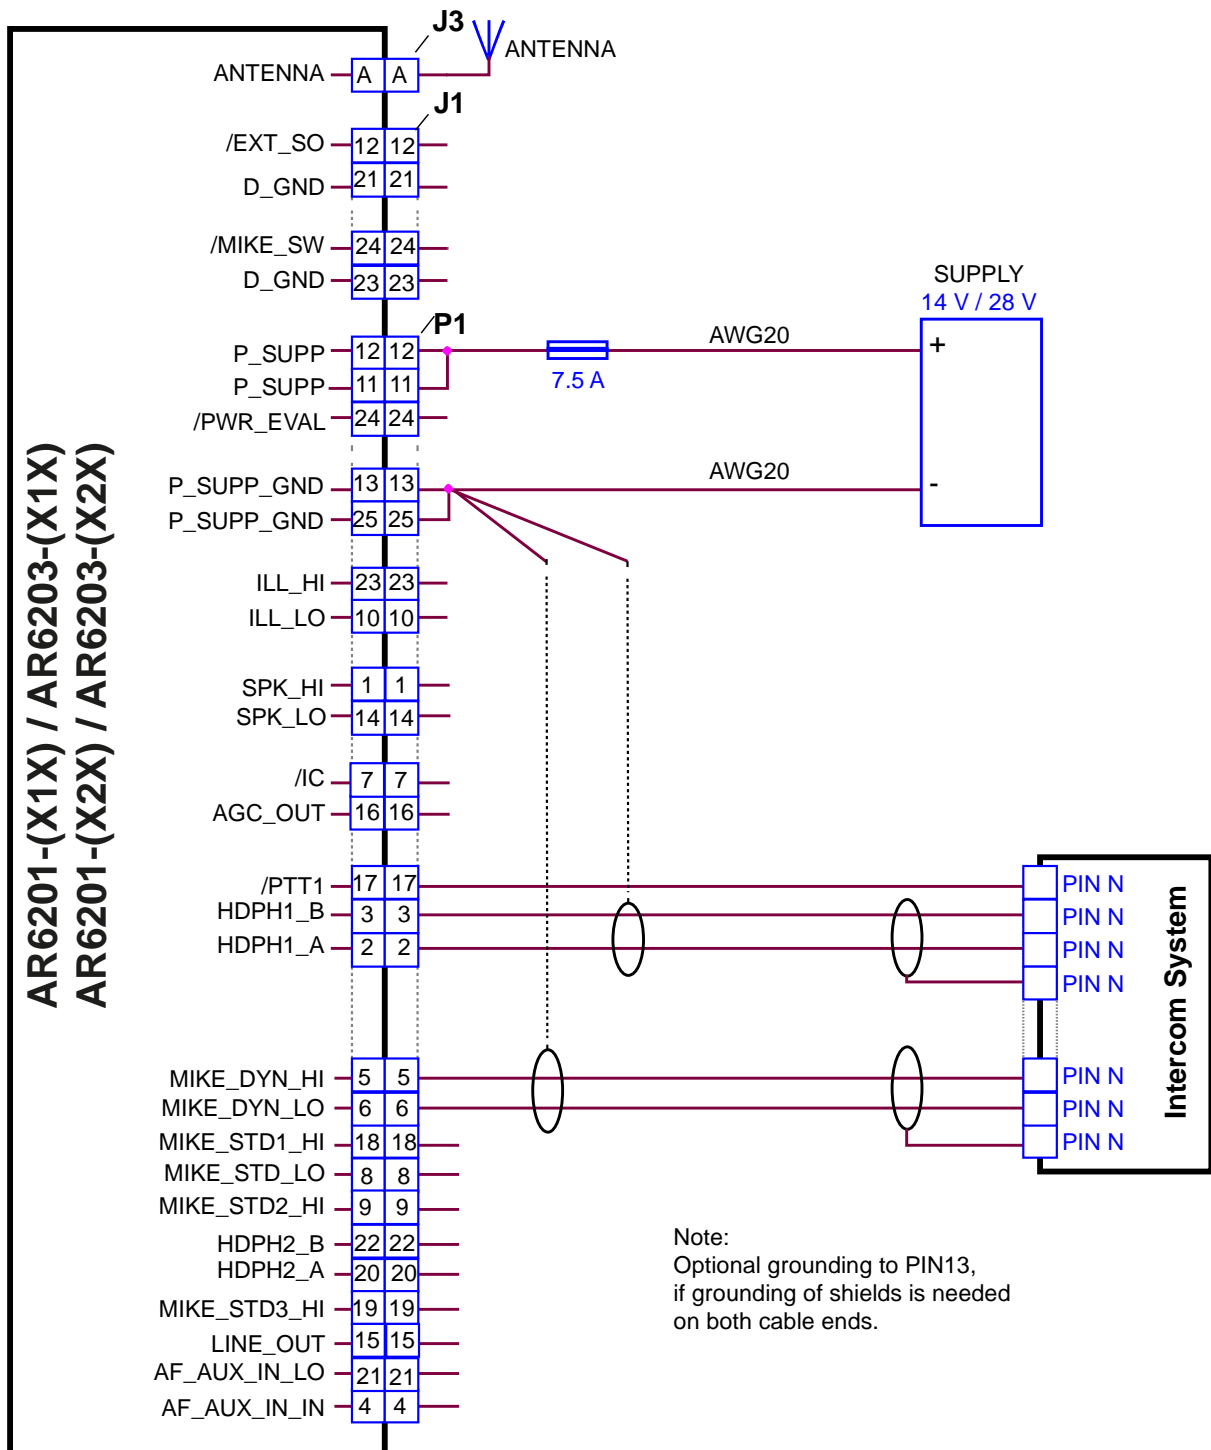 J3
ANTENNA
ANTENNA A A
J1
/EXT_SO 12 12
D_GND 21 21
/MIKE_SW 24 24
D_GND 23 23
SUPPLY
14 V / 28 V
P1
P_SUPP 12 12
AWG20
+
7.5 A
P_SUPP 11 11
/PWR_EVAL 24 24
P_SUPP_GND 13 13
AWG20
-
P_SUPP_GND 25 25
ILL_HI 23 23
ILL_LO 10 10
SPK_HI 1 1
SPK_LO 14 14
/IC 7 7
AGC_OUT 16 16
/PTT1 17 17
PIN N
HDPH1_B 3 3
PIN N
HDPH1_A 2 2
PIN N
PIN N
MIKE_DYN_HI 5 5
PIN N
MIKE_DYN_LO 6 6
PIN N
MIKE_STD1_HI 18 18
PIN N
MIKE_STD_LO 8 8
MIKE_STD2_HI 9 9
HDPH2_B 22 22
HDPH2_A 20 20
MIKE_STD3_HI 19 19
LINE_OUT 15 15
AF_AUX_IN_LO 21 21
AF_AUX_IN_IN 4 4
AR6201-(X1X) / AR6203-(X1X)
AR6201-(X2X) / AR6203-(X2X)
Intercom System
Note:
Optional grounding to PIN13,
if grounding of shields is needed
on both cable ends.